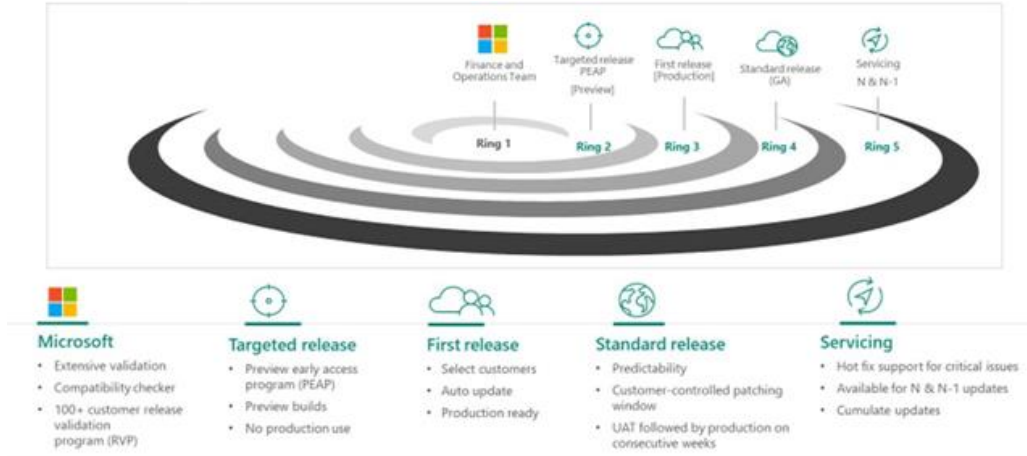 Finance and
Operations Team
Targeted release
PEAP
[Preview]
First release
[Production]
Standard release
(GA)
Servicing
N & N-1
Ring 1
Ring 2
Ring 3
Ring 4
Ring 5
Microsoft
• Extensive validation
• Compatibility checker
• 100+ customer release
validation
program (RVP)
Targeted release
• Preview early access
program (PEAP)
• Preview builds
• No production use
First release
• Select customers
• Auto update
• Production ready
Standard release
• Predictability
• Customer-controlled patching
window
• UAT followed by production on
consecutive weeks
Servicing
• Hot fix support for critical issues
• Available for N & N-1 updates
• Cumulate updates